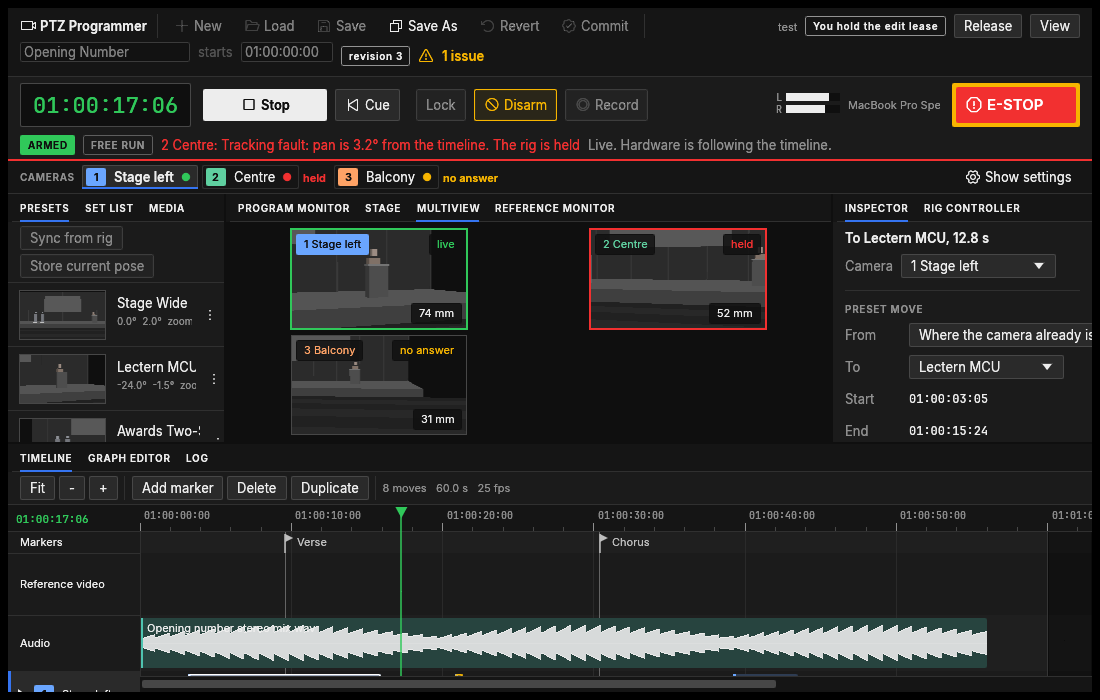 PTZ Programmer New Load Save Save As Revert Commit test You hold the edit lease Release View
Opening Number starts 01:00:00:00 revision 3 1 issue
01:00:17:06 Stop Cue Lock Disarm Record L R MacBook Pro Spe E-STOP
ARMED FREE RUN 2 Centre: Tracking fault: pan is 3.2° from the timeline. The rig is held Live. Hardware is following the timeline.
CAMERAS 1 Stage left 2 Centre held 3 Balcony no answer Show settings
PRESETS SET LIST MEDIA PROGRAM MONITOR STAGE MULTIVIEW REFERENCE MONITOR INSPECTOR RIG CONTROLLER
Sync from rig
Store current pose
Stage Wide
0.0° 2.0° zoom
Lectern MCU
-24.0° -1.5° zoo
Awards Two-S
1 Stage left live
74 mm
2 Centre held
52 mm
3 Balcony no answer
31 mm
To Lectern MCU, 12.8 s
Camera 1 Stage left
PRESET MOVE
From Where the camera already is
To Lectern MCU
Start 01:00:03:05
End 01:00:15:24
TIMELINE GRAPH EDITOR LOG
Fit - + Add marker Delete Duplicate 8 moves 60.0 s 25 fps
01:00:17:06 01:00:00:00 01:00:10:00 01:00:20:00 01:00:30:00 01:00:40:00 01:00:50:00 01:01:0
Markers Verse Chorus
Reference video
Opening number stereo mix.wav
Audio